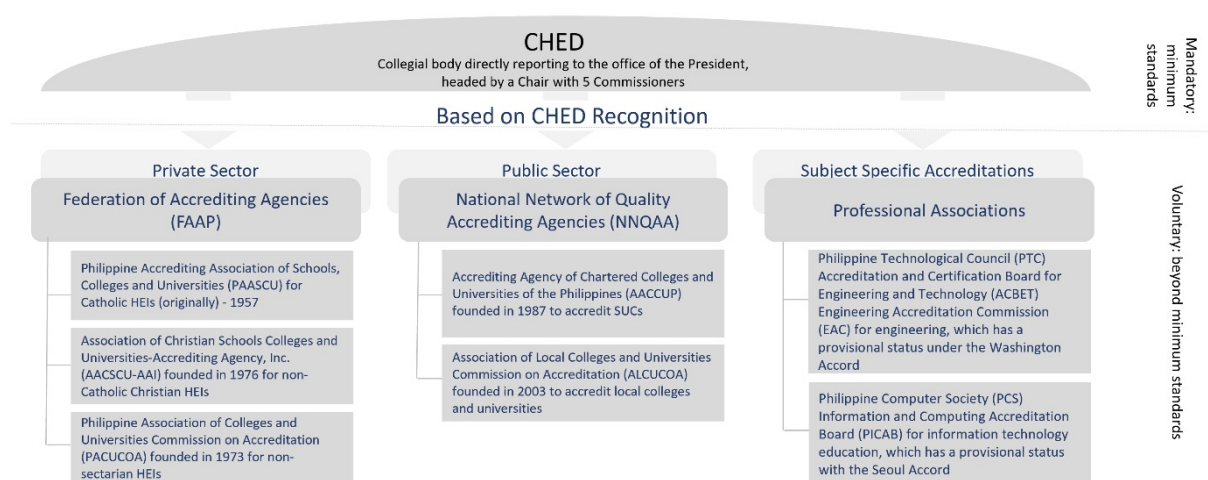 CHED
Collegial body directly reporting to the office of the President,
headed by a Chair with 5 Commissioners
Mandatory:
minimum
standards
Based on CHED Recognition
Private Sector
Federation of Accrediting Agencies
(FAAP)
Philippine Accrediting Association of Schools,
Colleges and Universities (PAASCU) for
Catholic HEIs (originally) - 1957
Association of Christian Schools Colleges and
Universities-Accrediting Agency, Inc.
(AACSCU-AAI) founded in 1976 for non-
Catholic Christian HEIs
Philippine Association of Colleges and
Universities Commission on Accreditation
(PACUCOA) founded in 1973 for non-
sectarian HEIs
Public Sector
National Network of Quality
Accrediting Agencies (NNQAA)
Accrediting Agency of Chartered Colleges and
Universities of the Philippines (AACCUP)
founded in 1987 to accredit SUCs
Association of Local Colleges and Universities
Commission on Accreditation (ALCUCOA)
founded in 2003 to accredit local colleges
and universities
Subject Specific Accreditations
Professional Associations
Philippine Technological Council (PTC)
Accreditation and Certification Board for
Engineering and Technology (ACBET)
Engineering Accreditation Commission
(EAC) for engineering, which has a
provisional status under the Washington
Accord
Philippine Computer Society (PCS)
Information and Computing Accreditation
Board (PICAB) for information technology
education, which has a provisional status
with the Seoul Accord
Voluntary: beyond minimum standards